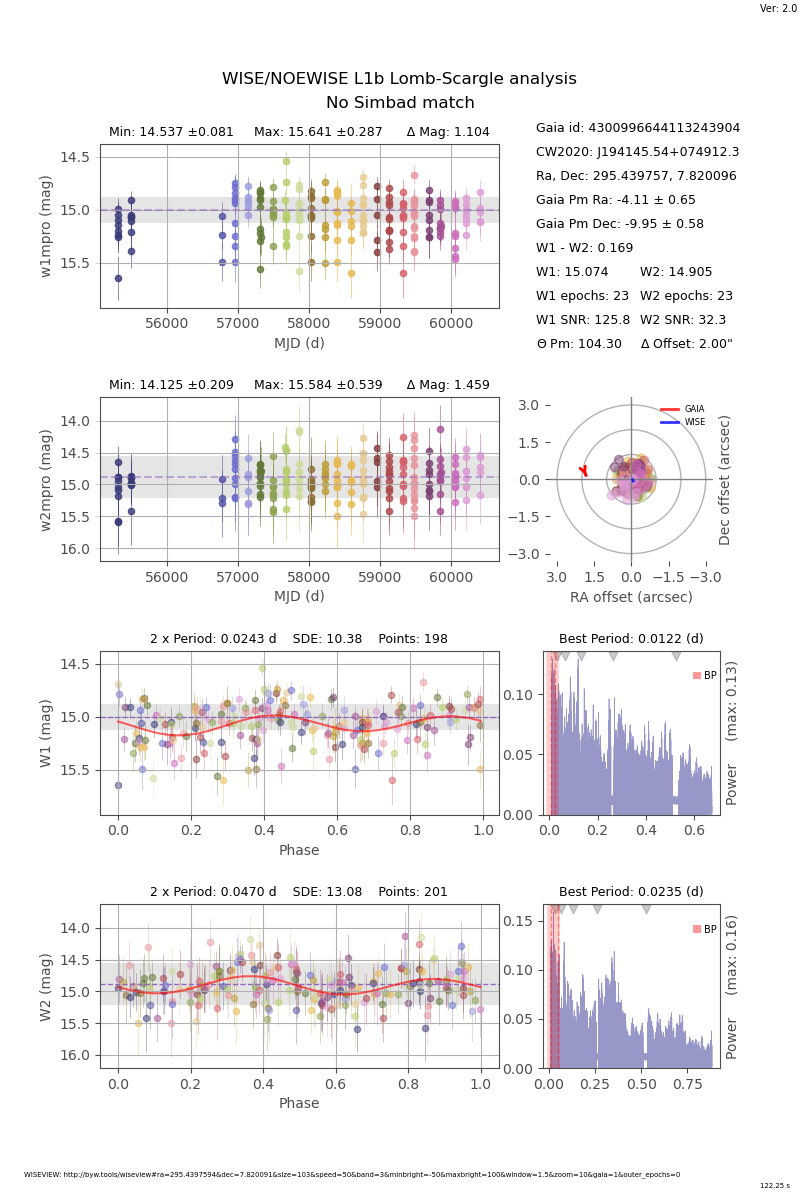 Ver: 2.0
WISE/NOEWISE L1b Lomb-Scargle analysis
No Simbad match
Min: 14.537 ±0.081 Max: 15.641 ±0.287 Δ Mag: 1.104
14.5
15.0
15.5
w1mpro (mag)
56000 57000 58000 59000 60000
MJD (d)
Gaia id: 4300996644113243904
CW2020: J194145.54+074912.3
Ra, Dec: 295.439757, 7.820096
Gaia Pm Ra: -4.11 ± 0.65
Gaia Pm Dec: -9.95 ± 0.58
W1 - W2: 0.169
W1: 15.074 W2: 14.905
W1 epochs: 23 W2 epochs: 23
W1 SNR: 125.8 W2 SNR: 32.3
Θ Pm: 104.30 Δ Offset: 2.00"
Min: 14.125 ±0.209 Max: 15.584 ±0.539 Δ Mag: 1.459
14.0
14.5
15.0
15.5
16.0
w2mpro (mag)
56000 57000 58000 59000 60000
MJD (d)
3.0
1.5
0.0
−1.5
−3.0
GAIA
WISE
Dec offset (arcsec)
3.0 1.5 0.0 −1.5 −3.0
RA offset (arcsec)
2 x Period: 0.0243 d SDE: 10.38 Points: 198
14.5
15.0
15.5
W1 (mag)
0.0 0.2 0.4 0.6 0.8 1.0
Phase
Best Period: 0.0122 (d)
BP
0.10
0.05
0.00
Power (max: 0.13)
0.0 0.2 0.4 0.6
2 x Period: 0.0470 d SDE: 13.08 Points: 201
14.0
14.5
15.0
15.5
16.0
W2 (mag)
0.0 0.2 0.4 0.6 0.8 1.0
Phase
Best Period: 0.0235 (d)
BP
0.15
0.10
0.05
0.00
Power (max: 0.16)
0.00 0.25 0.50 0.75
WISEVIEW: http://byw.tools/wiseview#ra=295.4397594&dec=7.820091&size=103&speed=50&band=3&minbright=-50&maxbright=100&window=1.5&zoom=10&gaia=1&outer_epochs=0
122.25 s